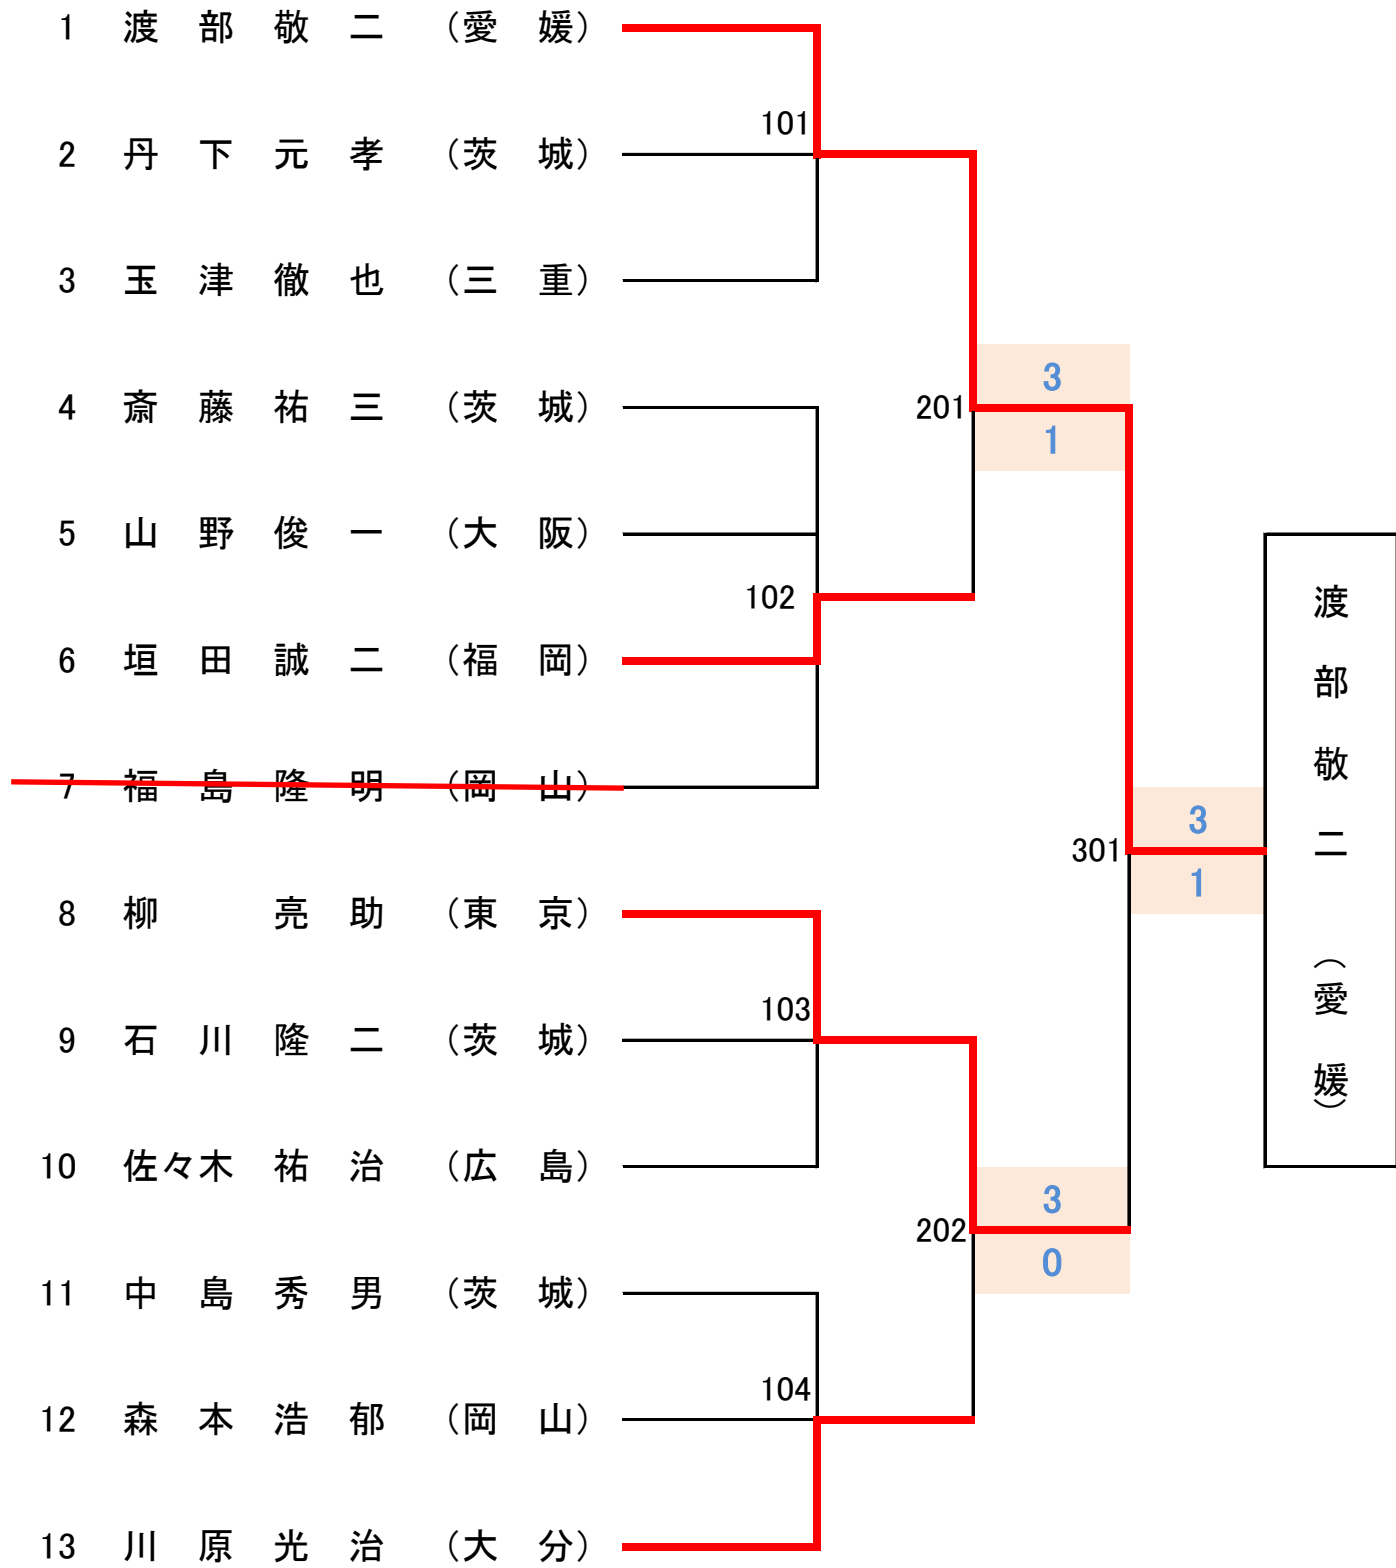 1 渡部敬二 (愛媛)
101
2 丹下元孝 (茨城)
3 玉津徹也 (三重)
3
4 斎藤祐三 (茨城)
201
1
5 山野俊一 (大阪)
102
6 垣田誠二 (福岡)
7 福島隆明 (岡山)
3
301
1
8 柳亮助 (東京)
103
9 石川隆二 (茨城)
10 佐々木祐治 (広島)
3
202
0
11 中島秀男 (茨城)
104
12 森本浩郁 (岡山)
13 川原光治 (大分)
渡部敬二 (愛媛)